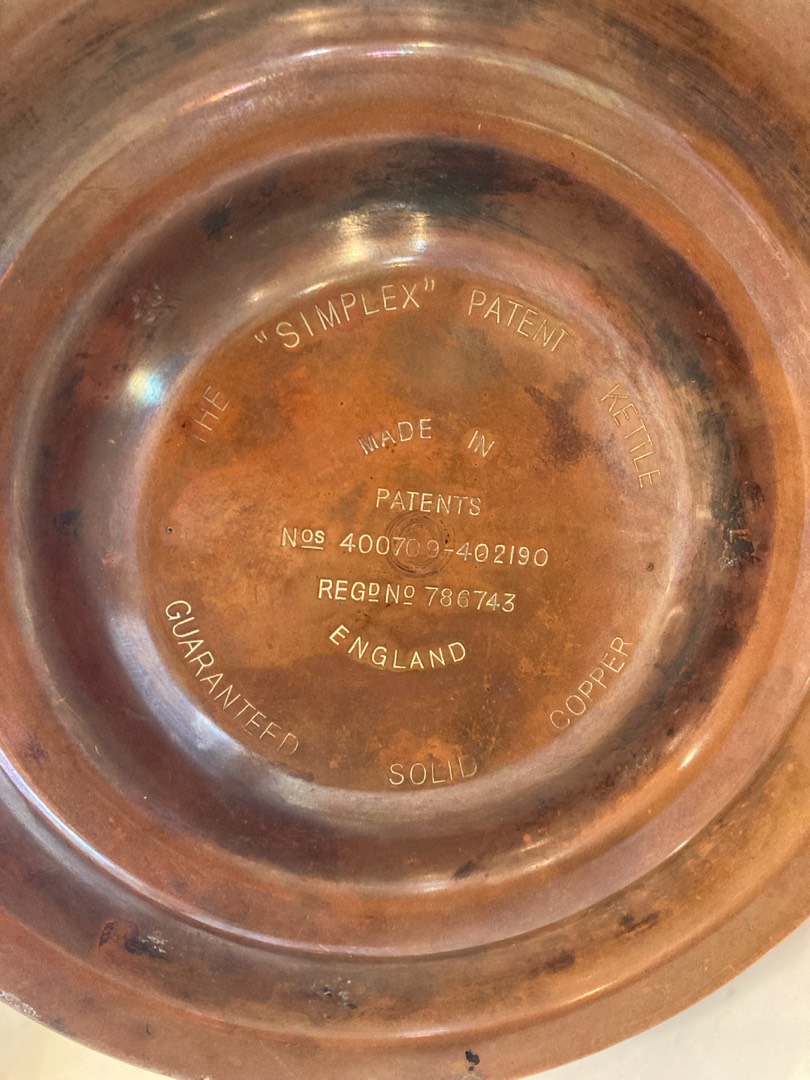 THE "SIMPLEX" PATENT KETTLE
MADE IN
PATENTS
Nos 400709-402190
REGD No 786743
ENGLAND
GUARANTEED SOLID COPPER